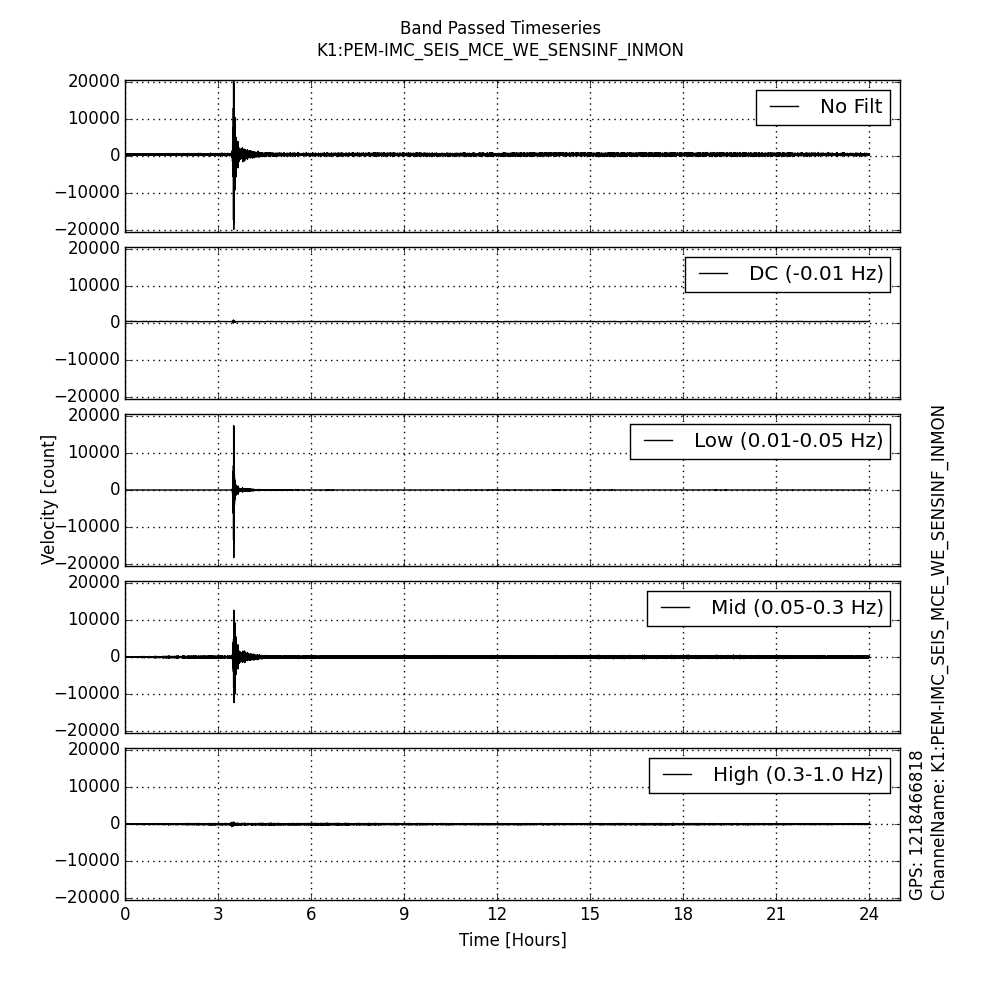 Band Passed Timeseries
K1:PEM-IMC_SEIS_MCE_WE_SENSINF_INMON
20000
10000
0
−10000
−20000
No Filt
20000
10000
0
−10000
−20000
DC (-0.01 Hz)
20000
10000
0
−10000
−20000
Low (0.01-0.05 Hz)
Velocity [count]
20000
10000
0
−10000
−20000
Mid (0.05-0.3 Hz)
20000
10000
0
−10000
−20000
High (0.3-1.0 Hz)
0 3 6 9 12 15 18 21 24
Time [Hours]
GPS: 1218466818
ChannelName: K1:PEM-IMC_SEIS_MCE_WE_SENSINF_INMON